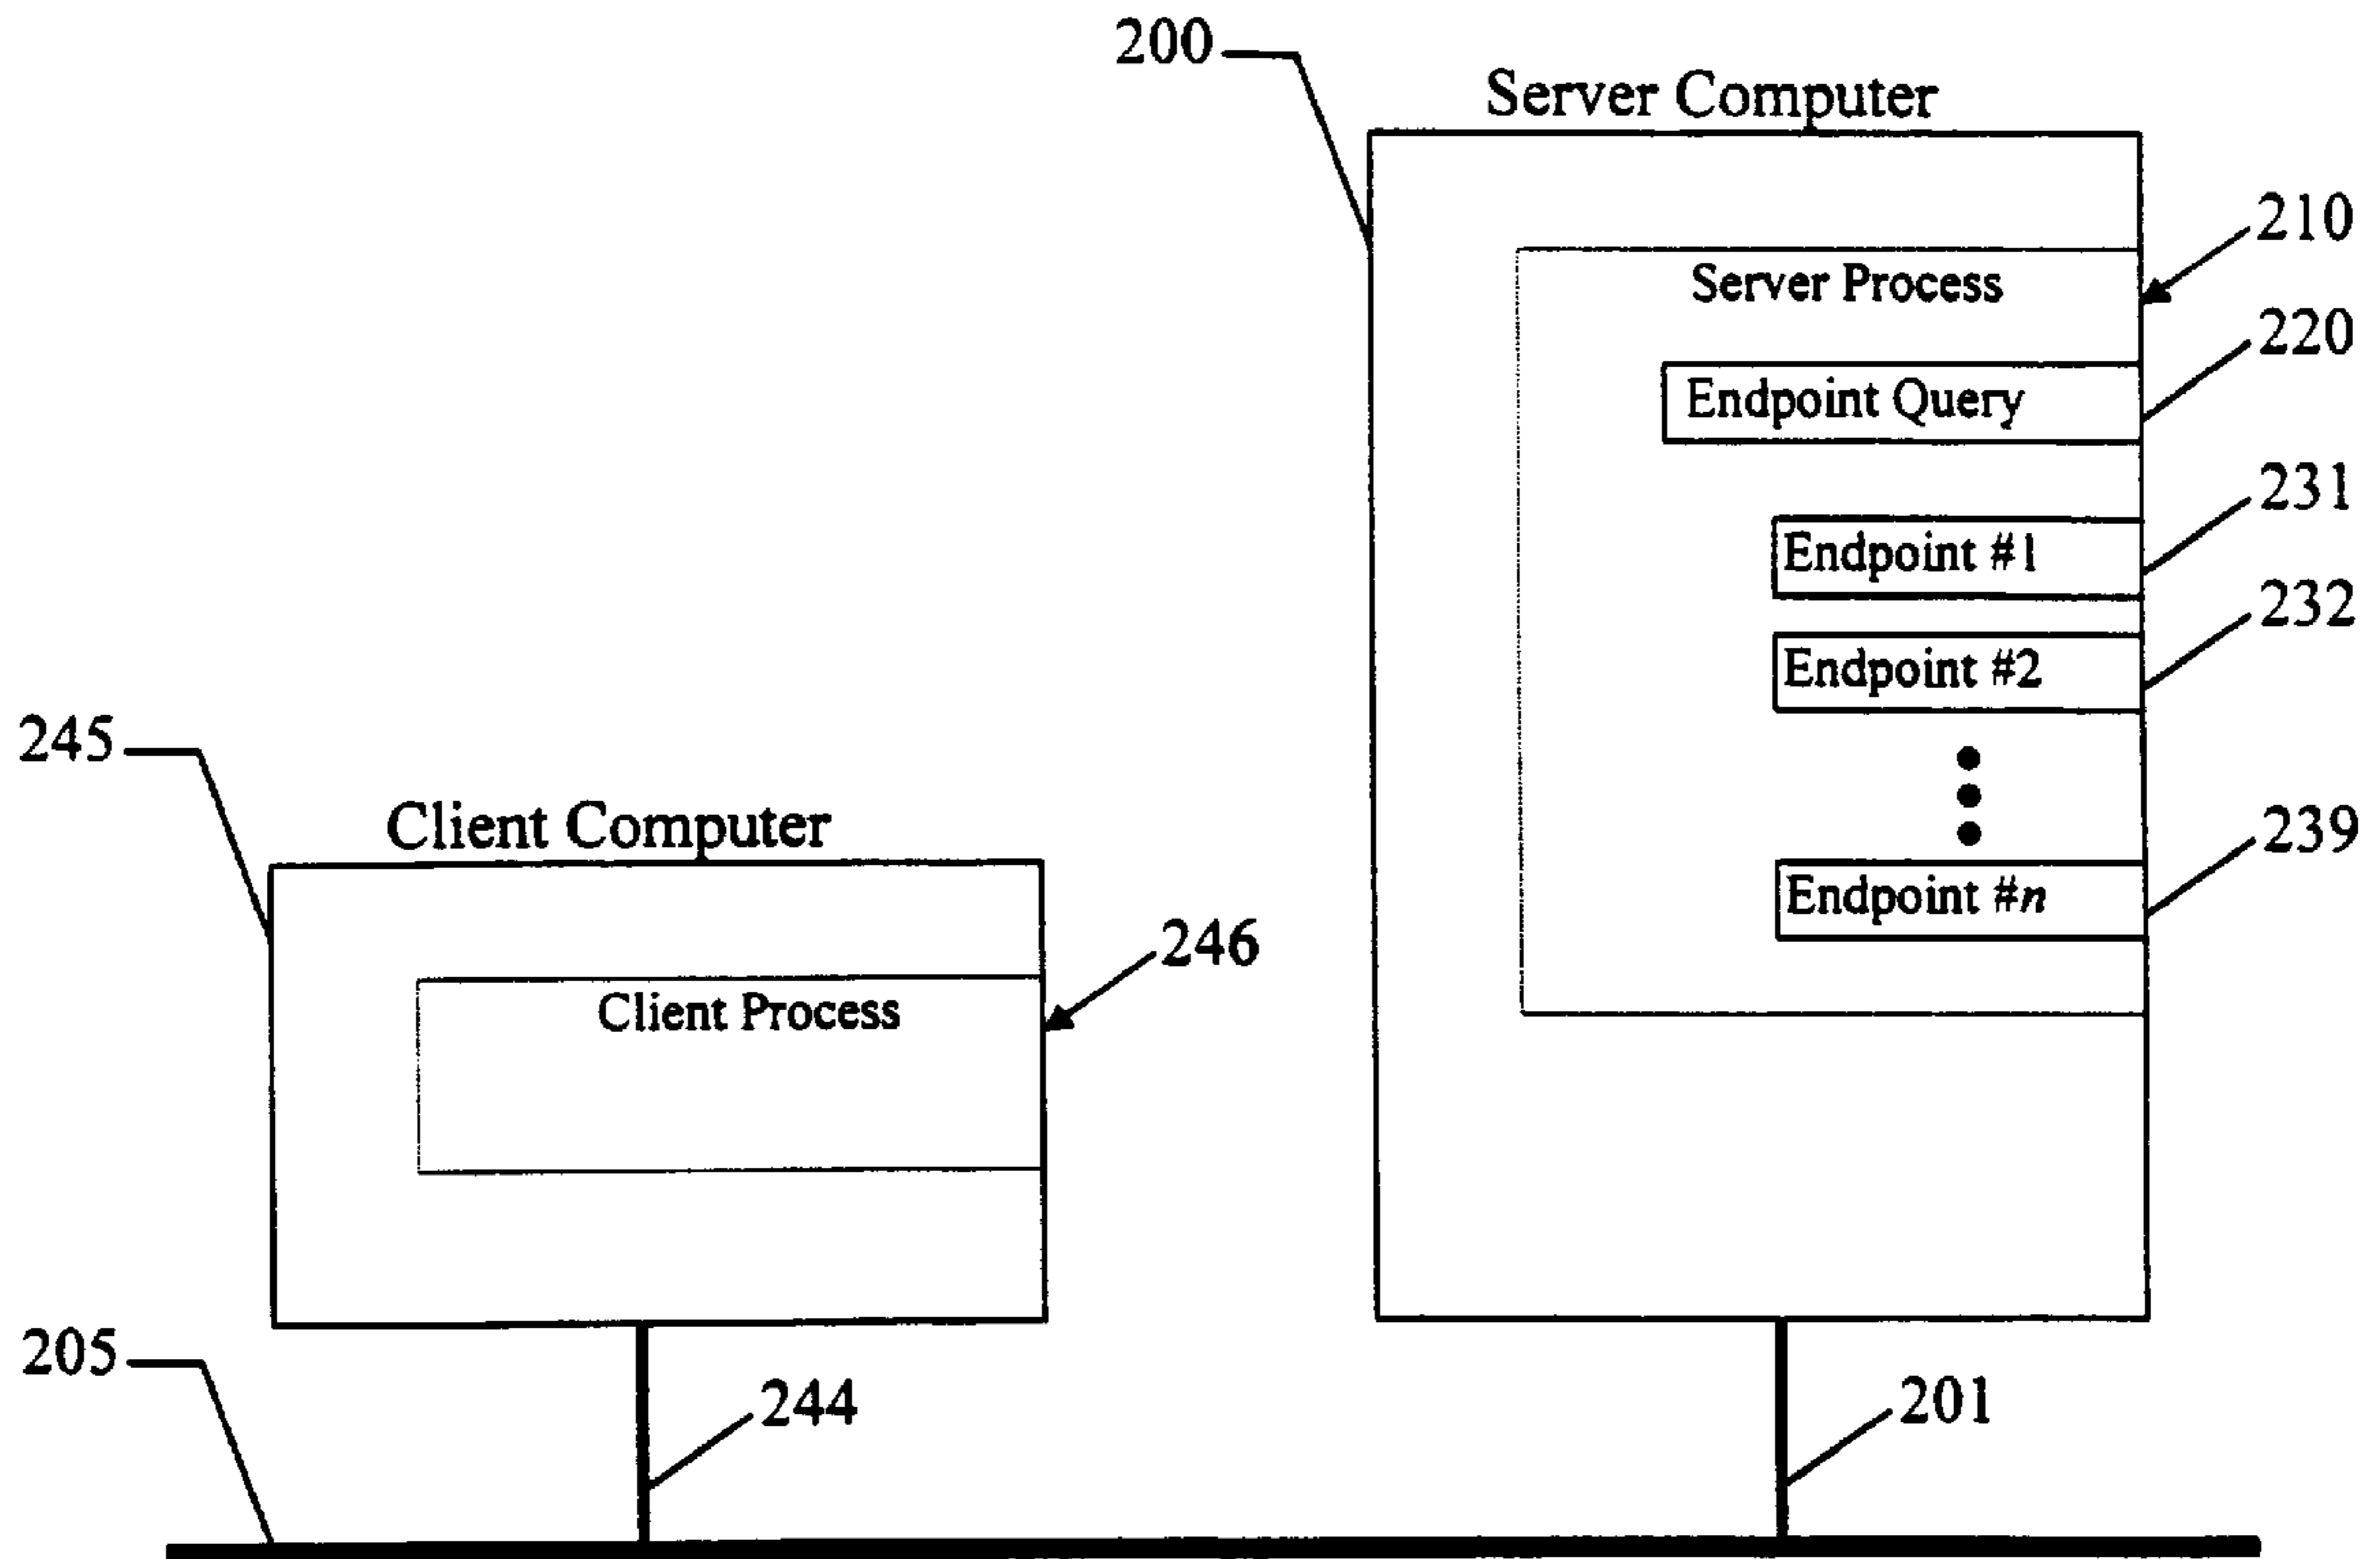 200
Server Computer
210
Server Process
220
Endpoint Query
231
Endpoint #1
232
Endpoint #2
245
Client Computer
239
Endpoint #n
246
Client Process
205
244
201